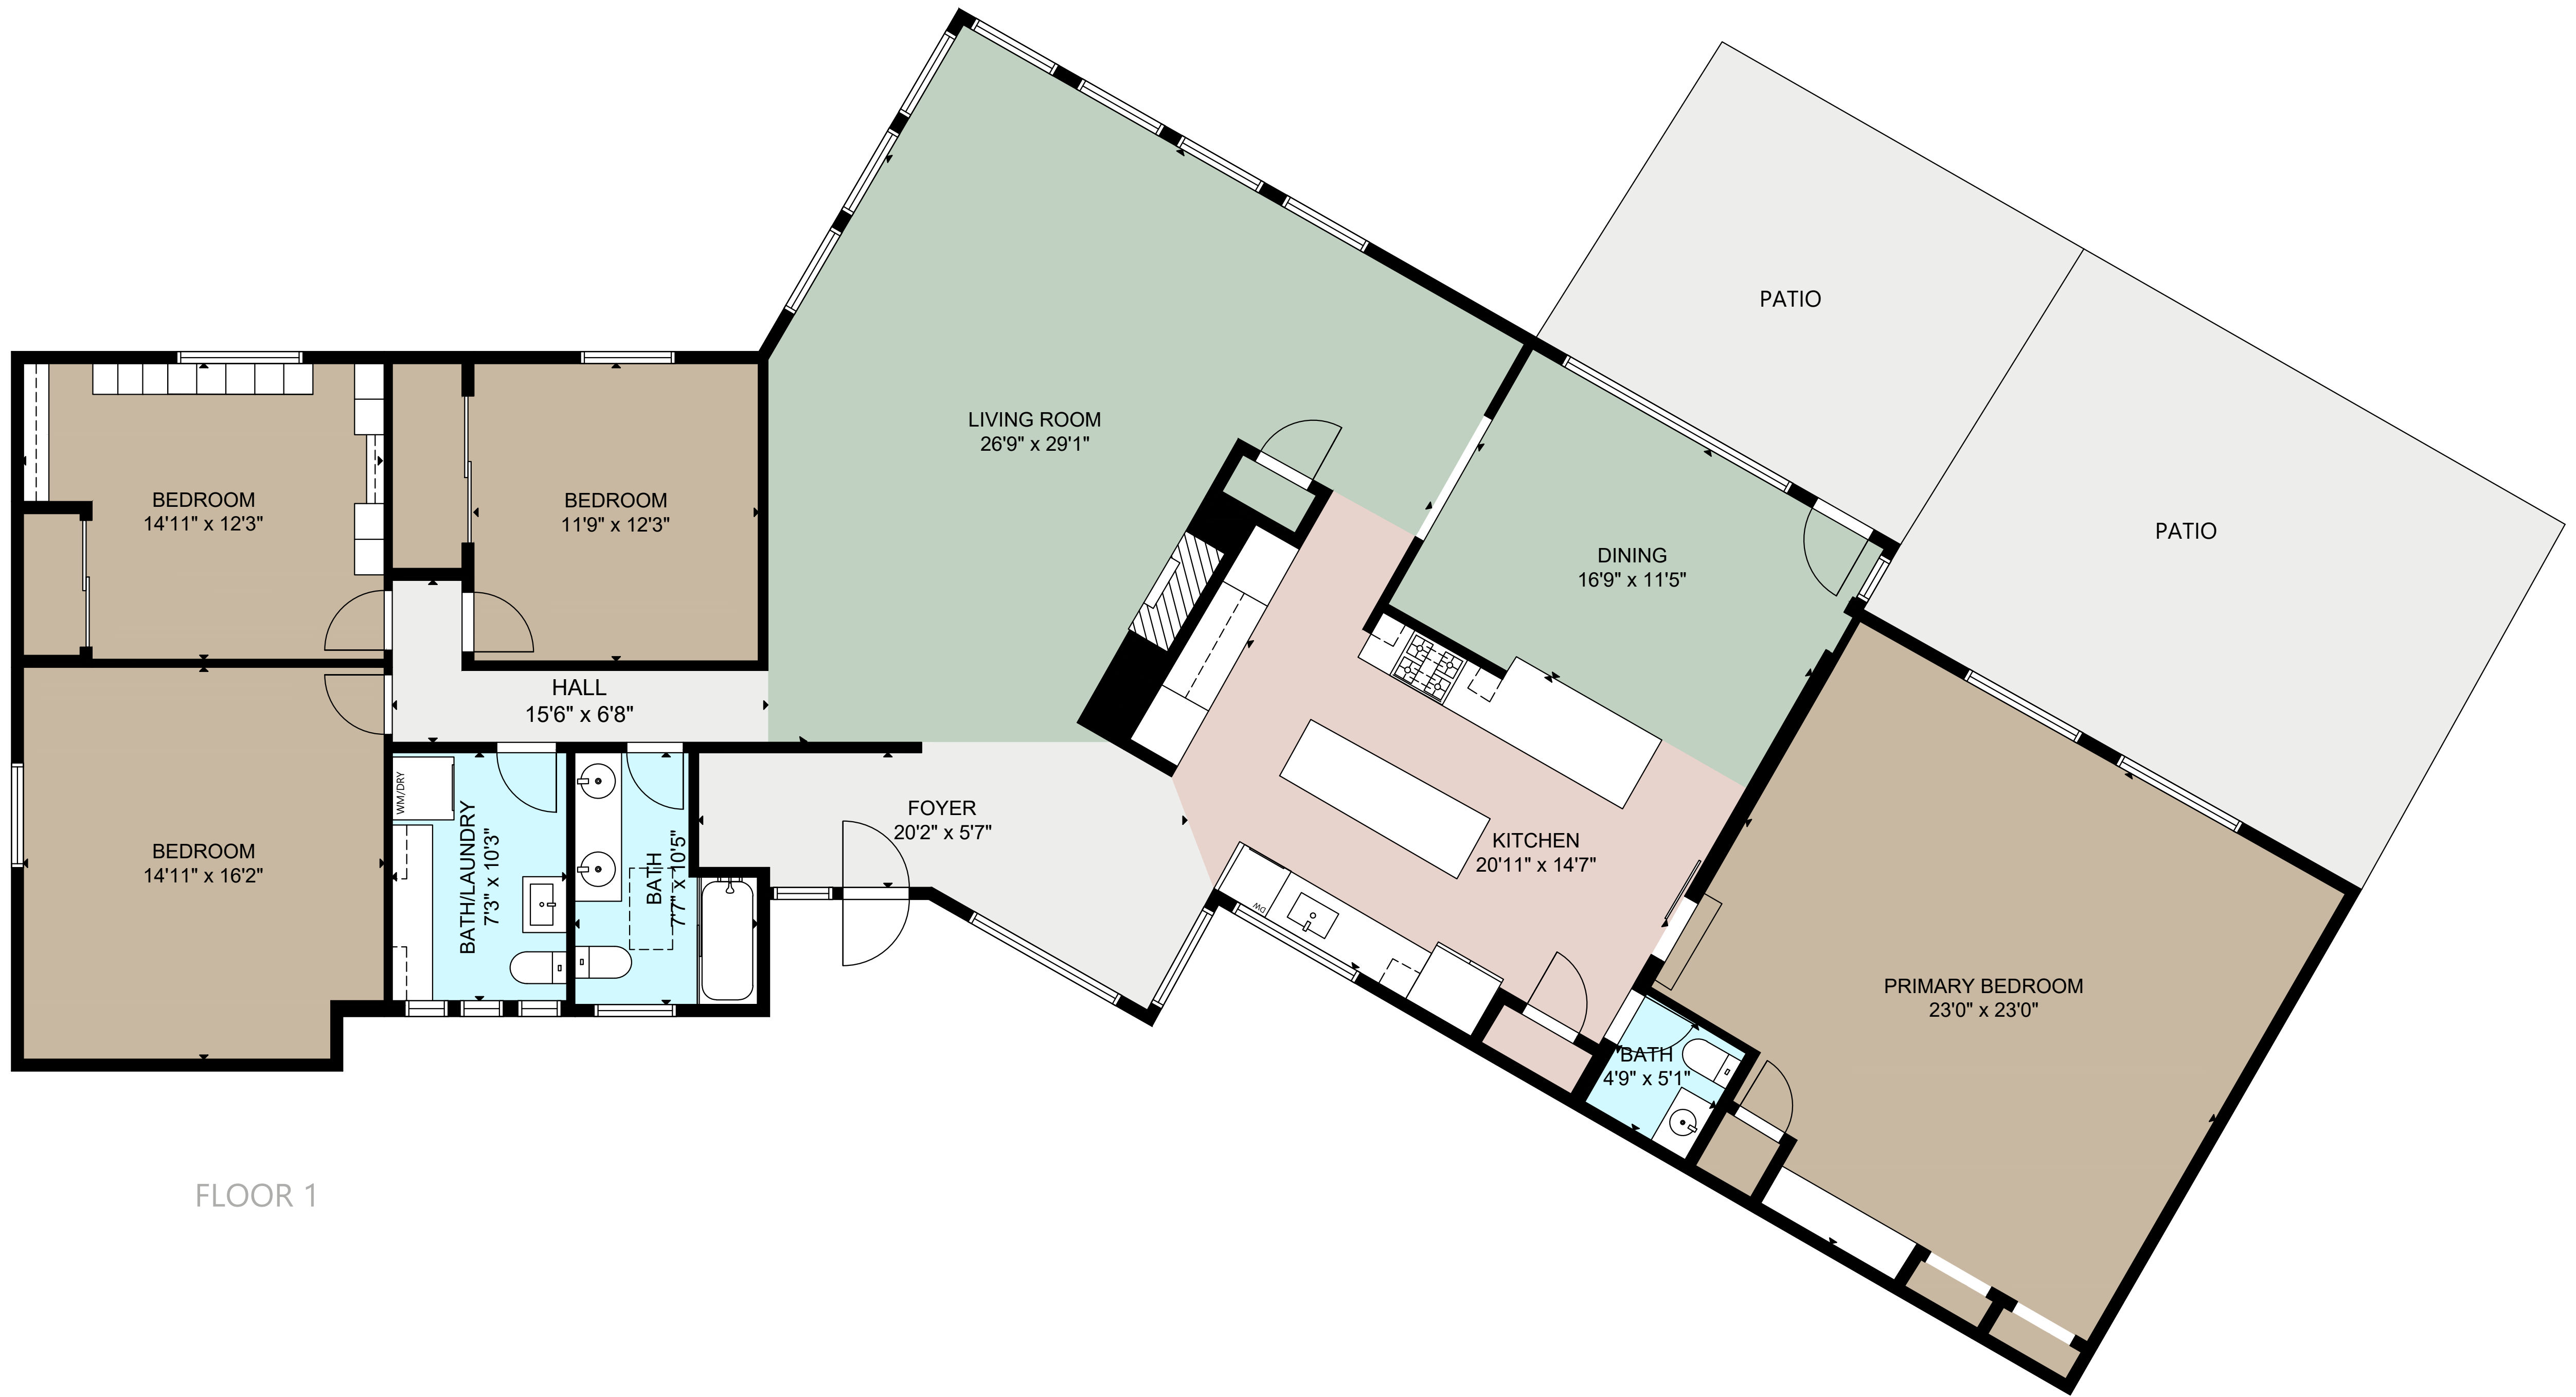 PATIO
PATIO
LIVING ROOM
26'9" x 29'1"
BEDROOM
14'11" x 12'3"
BEDROOM
11'9" x 12'3"
DINING
16'9" x 11'5"
HALL
15'6" x 6'8"
WM/DRY
BATH/LAUNDRY
7'3" x 10'3"
BATH
7'7" x 10'5"
FOYER
20'2" x 5'7"
KITCHEN
20'11" x 14'7"
BEDROOM
14'11" x 16'2"
DW
PRIMARY BEDROOM
23'0" x 23'0"
BATH
4'9" x 5'1"
FLOOR 1